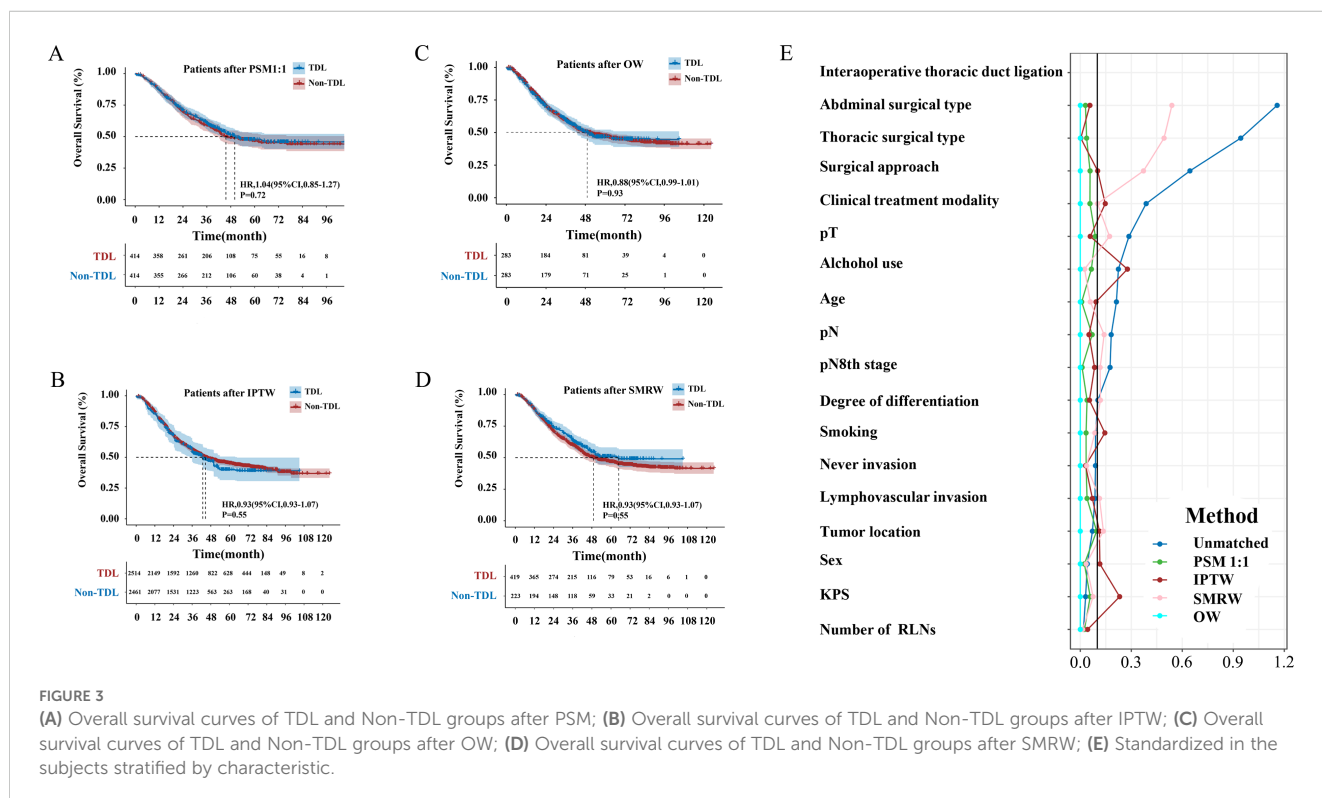 A
Patients after PSM1:1
TDL
Non-TDL
Overall Survival (%)
1.00
0.75
0.50
0.25
0.00
HR,1.04(95%CI,0.85-1.27)
P=0.72
0 12 24 36 48 60 72 84 96
Time(month)
TDL 414 358 261 206 108 75 55 16 8
Non-TDL 414 355 266 212 106 60 38 4 1
0 12 24 36 48 60 72 84 96
B
Patients after IPTW
TDL
Non-TDL
Overall Survival (%)
1.00
0.75
0.50
0.25
0.00
HR,0.93(95%CI,0.93-1.07)
P=0.55
0 12 24 36 48 60 72 84 96 108 120
Time(month)
TDL 2514 2149 1592 1260 822 628 444 148 49 8 2
Non-TDL 2461 2077 1531 1223 563 263 168 40 31 0 0
0 12 24 36 48 60 72 84 96 108 120
C
Patients after OW
TDL
Non-TDL
Overall Survival (%)
1.00
0.75
0.50
0.25
0.00
HR,0.88(95%CI,0.99-1.01)
P=0.93
0 24 48 72 96 120
Time(month)
TDL 283 184 81 39 4 0
Non-TDL 283 179 71 25 1 0
0 24 48 72 96 120
D
Patients after SMRW
TDL
Non-TDL
Overall Survival (%)
1.00
0.75
0.50
0.25
0.00
HR,0.93(95%CI,0.93-1.07)
P=0.55
0 12 24 36 48 60 72 84 96 108 120
Time(month)
TDL 419 365 274 215 116 79 53 16 6 1 0
Non-TDL 223 194 148 118 59 33 21 2 0 0 0
0 12 24 36 48 60 72 84 96 108 120
E
Interaoperative thoracic duct ligation
Abdminal surgical type
Thoracic surgical type
Surgical approach
Clinical treatment modality
pT
Alchohol use
Age
pN
pN8th stage
Degree of differentiation
Smoking
Never invasion
Lymphovascular invasion
Tumor location
Sex
KPS
Number of RLNs
Method
Unmatched
PSM 1:1
IPTW
SMRW
OW
0.0 0.3 0.6 0.9 1.2
FIGURE 3
(A) Overall survival curves of TDL and Non-TDL groups after PSM; (B) Overall survival curves of TDL and Non-TDL groups after IPTW; (C) Overall
survival curves of TDL and Non-TDL groups after OW; (D) Overall survival curves of TDL and Non-TDL groups after SMRW; (E) Standardized in the
subjects stratified by characteristic.